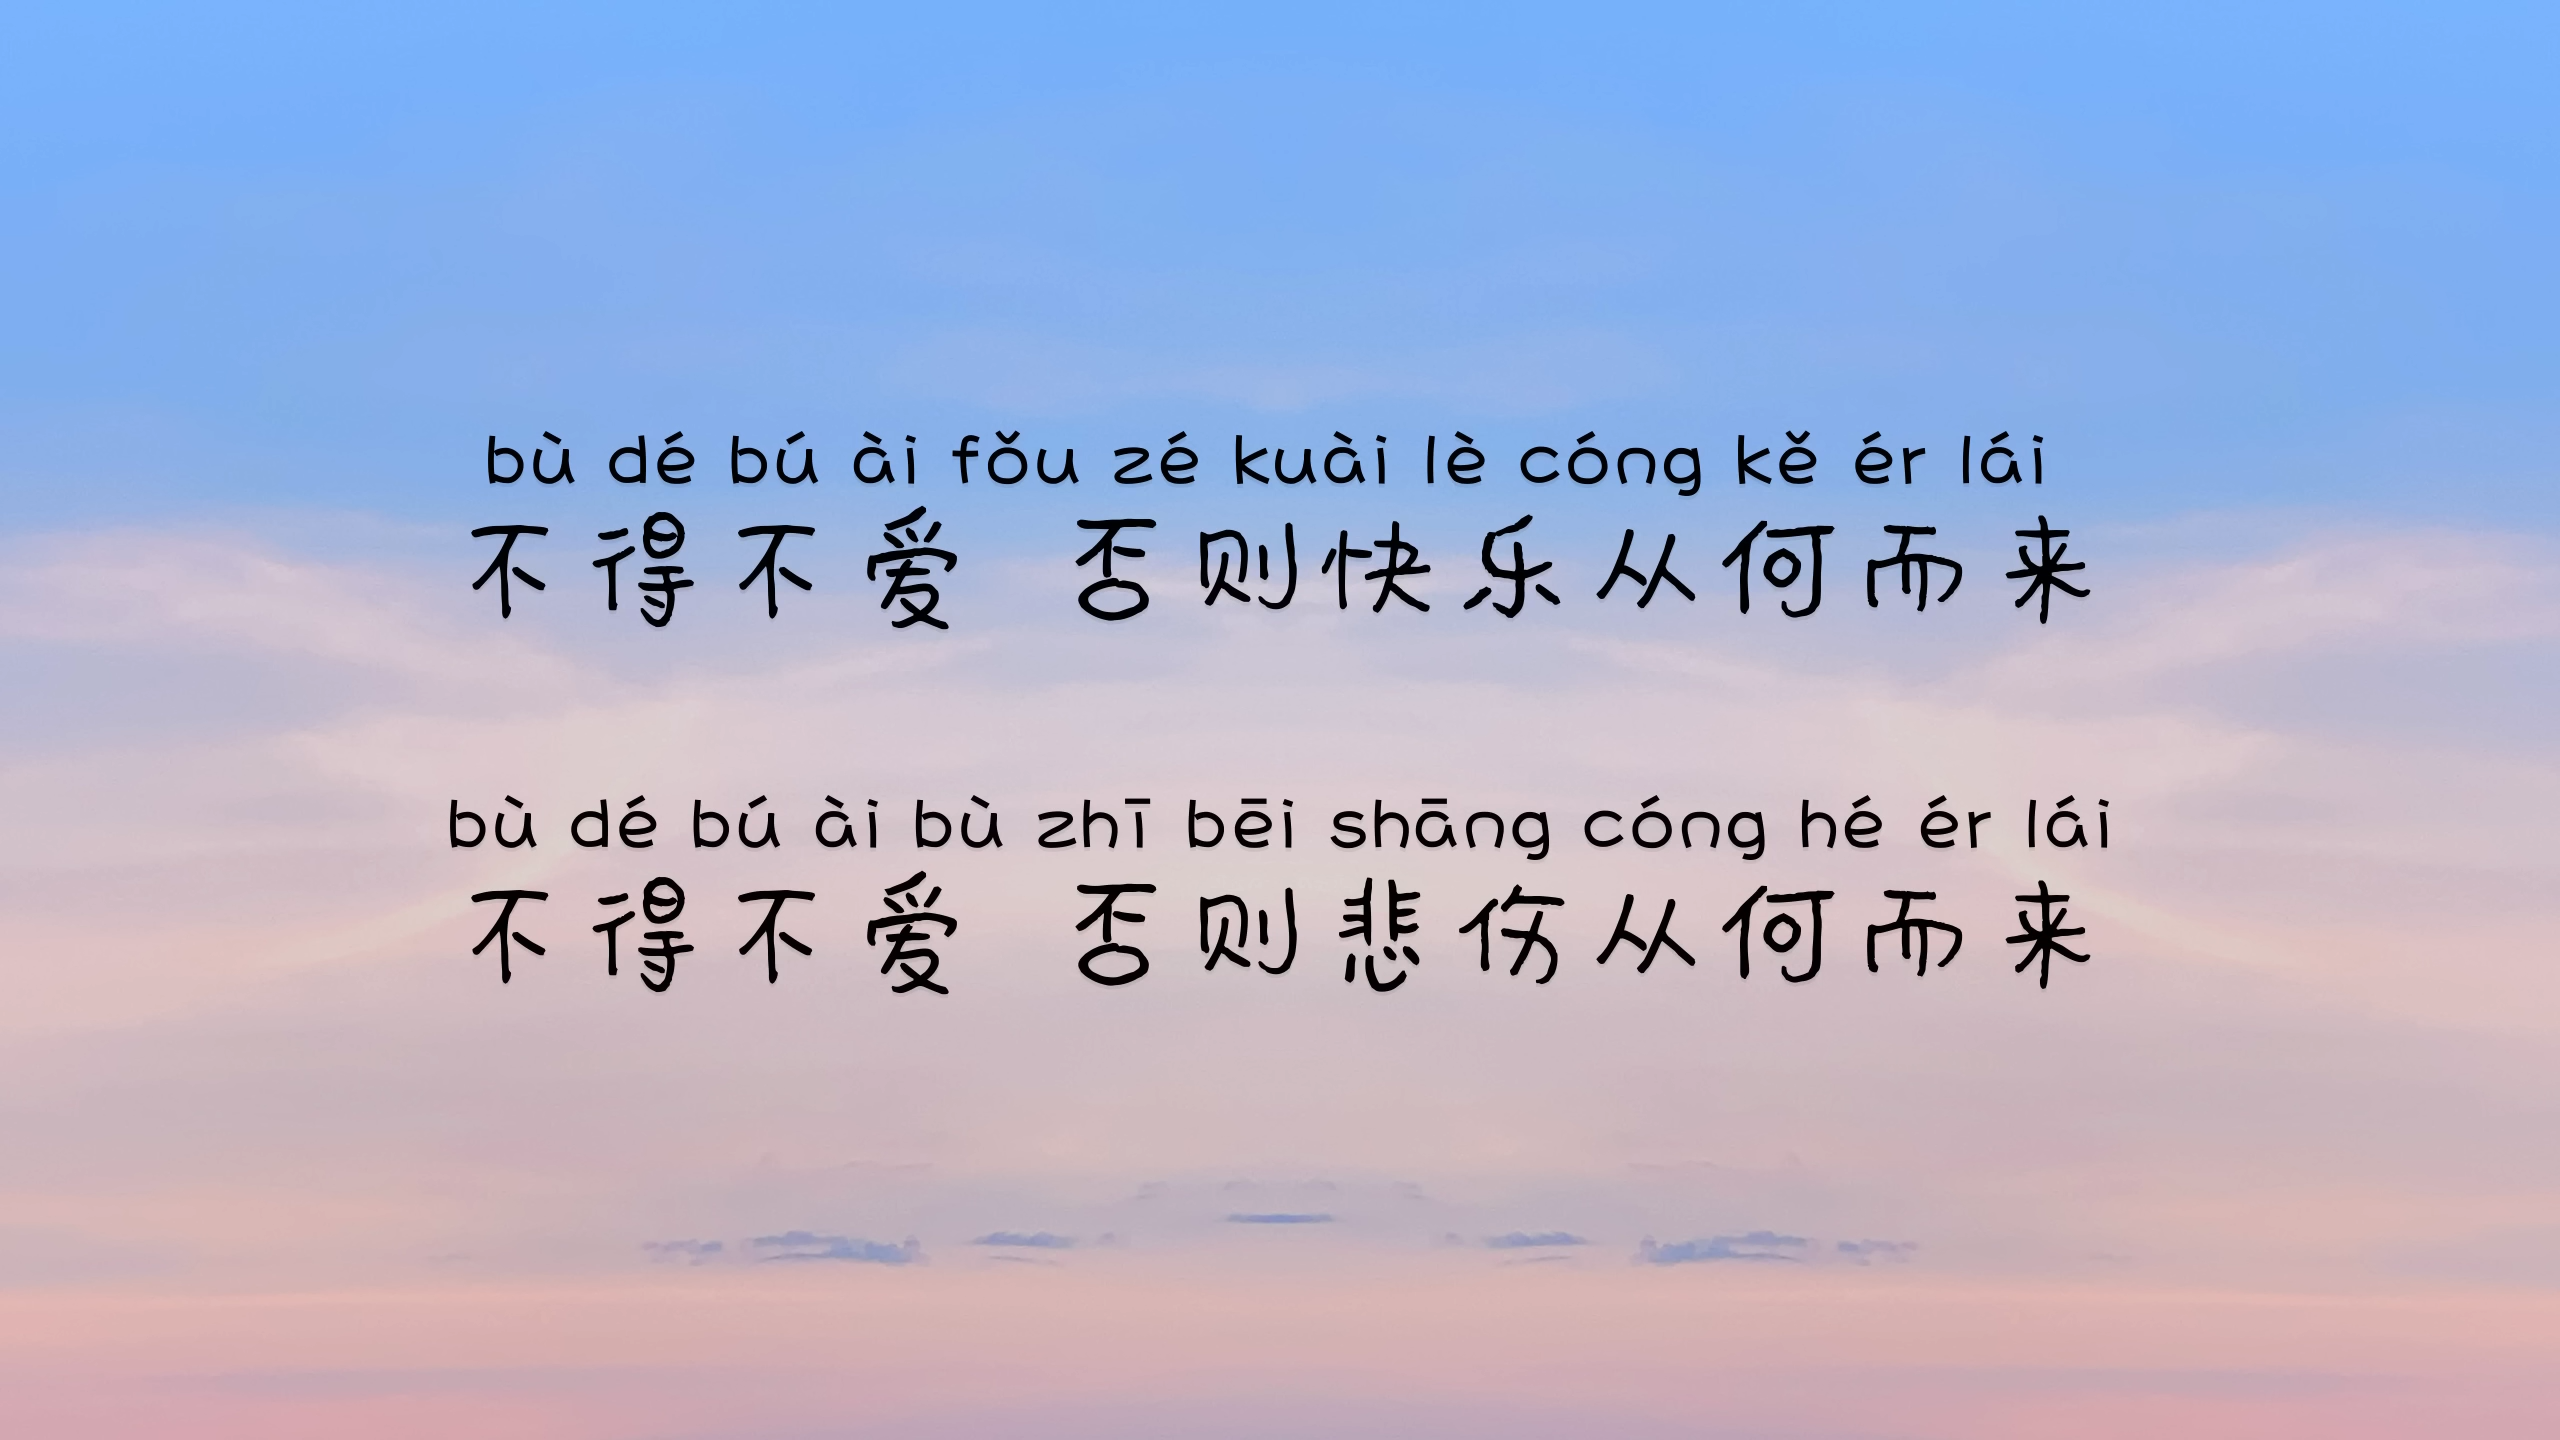 bù dé bú ài fǒu zé kuài lè cóng kě ér lái
不得不爱 否则快乐从何而来
bù dé bú ài bù zhī bēi shāng cóng hé ér lái
不得不爱 否则悲伤从何而来